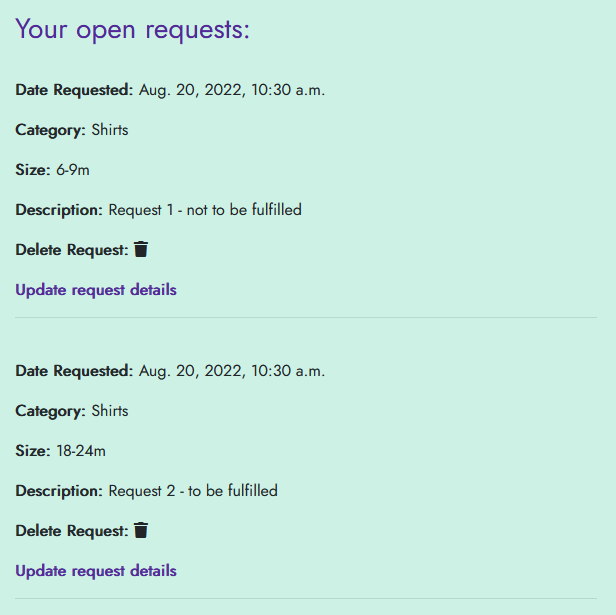 Your open requests:
Date Requested: Aug. 20, 2022, 10:30 a.m.
Category: Shirts
Size: 6-9m
Description: Request 1 - not to be fulfilled
Delete Request:
Update request details
Date Requested: Aug. 20, 2022, 10:30 a.m.
Category: Shirts
Size: 18-24m
Description: Request 2 - to be fulfilled
Delete Request:
Update request details